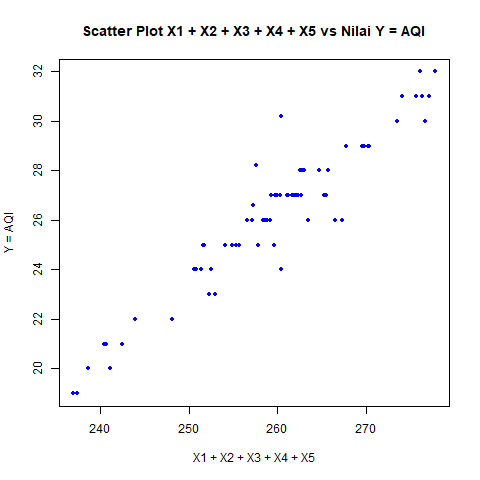 Scatter Plot X1 + X2 + X3 + X4 + X5 vs Nilai Y = AQI
Y = AQI
32
30
28
26
24
22
20
240 250 260 270
X1 + X2 + X3 + X4 + X5